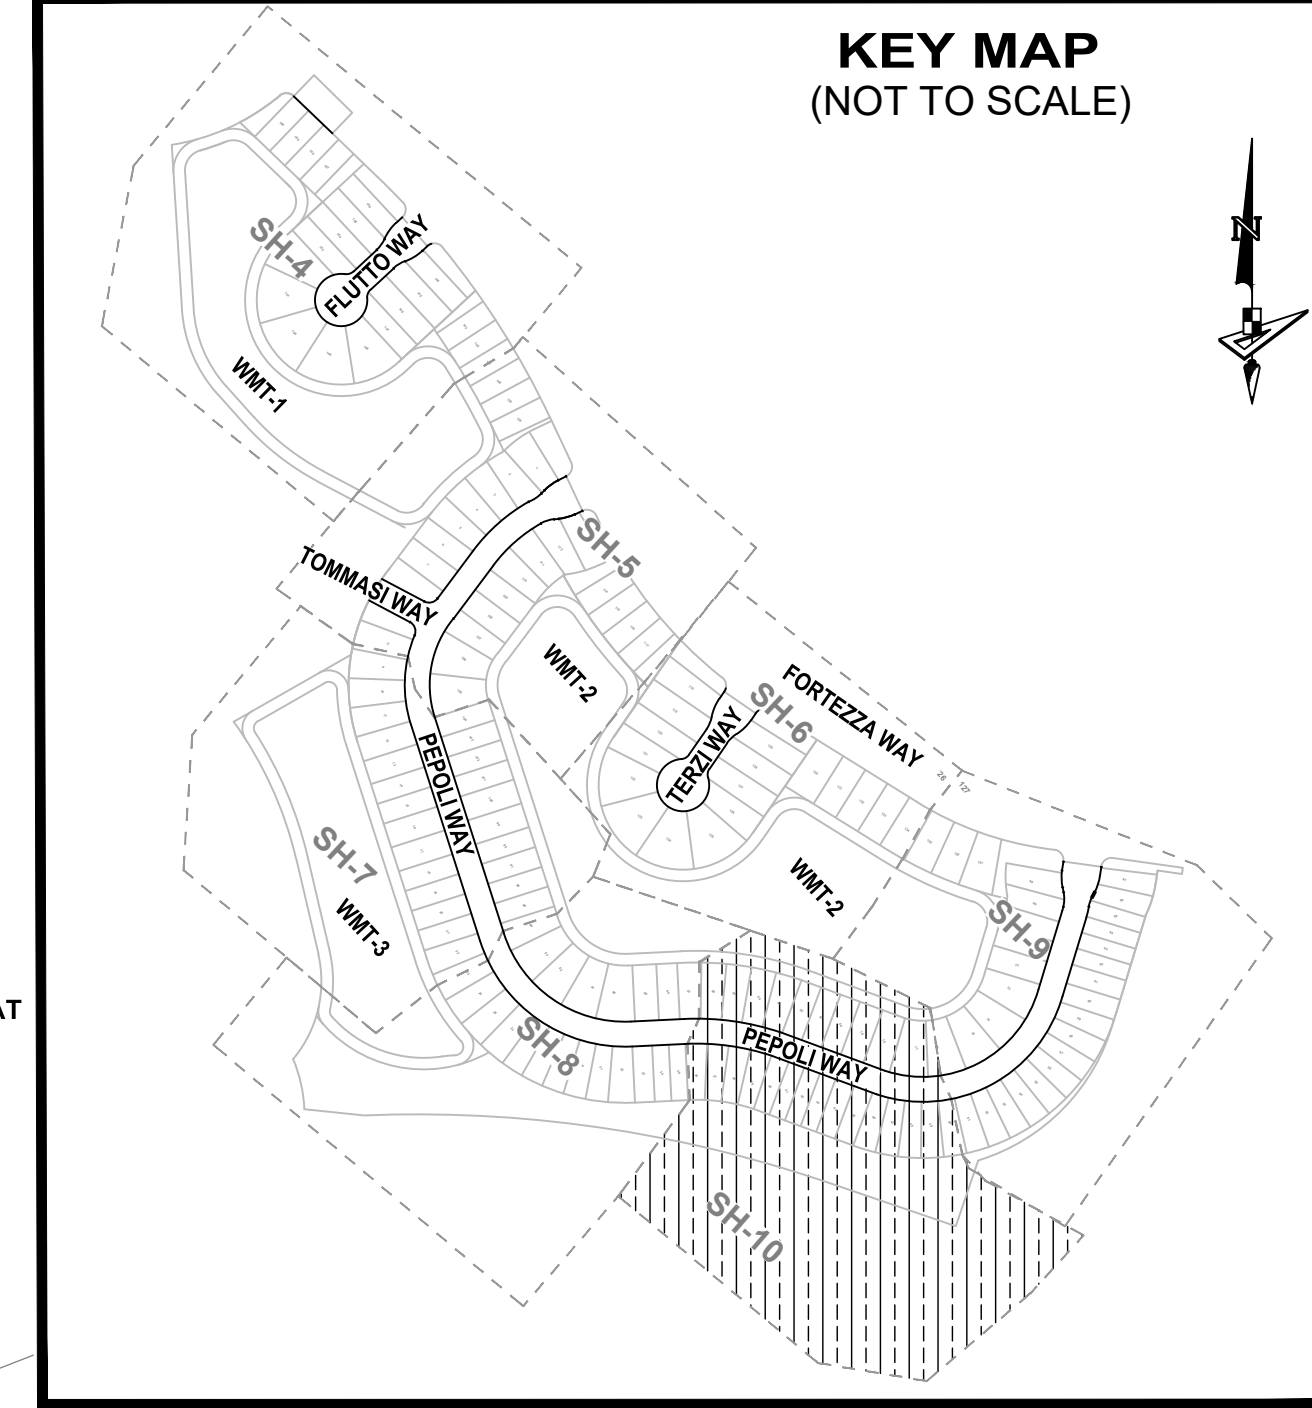 KEY MAP
(NOT TO SCALE)
N
FLUTTO WAY
SH-4
WMT-1
SH-5
TOMMASI WAY
WMT-2
FORTEZZA WAY
SH-6
TERZI WAY
26
127
PEPOLI WAY
SH-7
WMT-3
WMT-2
SH-9
AT
SH-8
PEPOLI WAY
SH-10